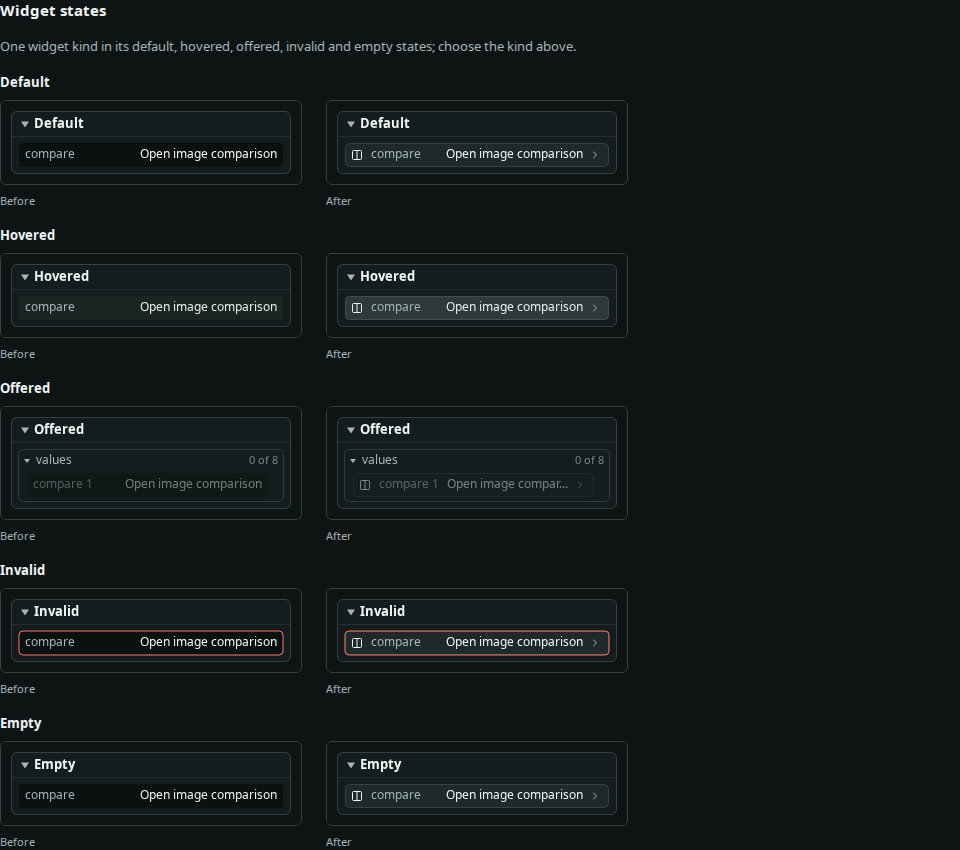 Widget states
One widget kind in its default, hovered, offered, invalid and empty states; choose the kind above.
Default
Default
compare Open image comparison
Before
Default
compare Open image comparison
After
Hovered
Hovered
compare Open image comparison
Before
Hovered
compare Open image comparison
After
Offered
Offered
values 0 of 8
compare 1 Open image comparison
Before
Offered
values 0 of 8
compare 1 Open image compar...
After
Invalid
Invalid
compare Open image comparison
Before
Invalid
compare Open image comparison
After
Empty
Empty
compare Open image comparison
Before
Empty
compare Open image comparison
After